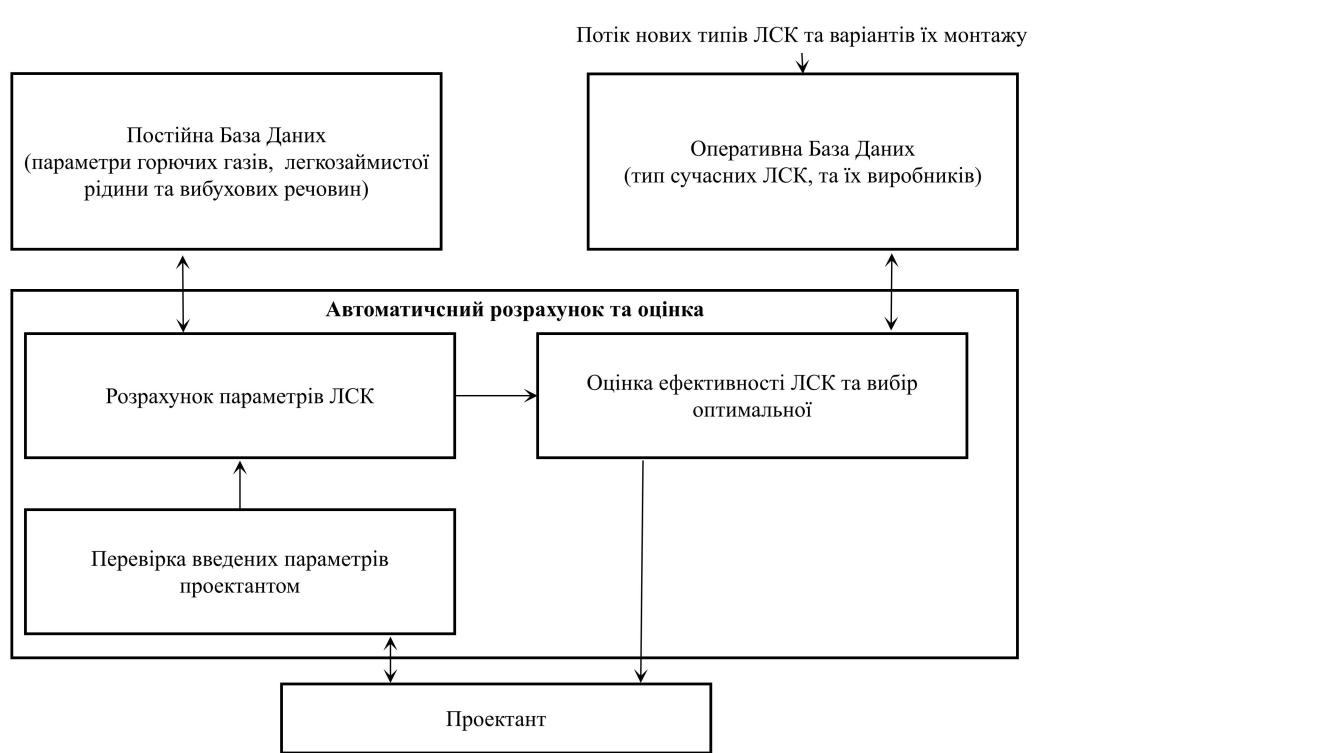 Потік нових типів ЛСК та варіантів їх монтажу
Постійна База Даних
(параметри горючих газів,  легкозаймистої
рідини та вибухових речовин)
Оперативна База Даних
(тип сучасних ЛСК, та їх виробників)
Автоматичсний розрахунок та оцінка
Розрахунок параметрів ЛСК
Оцінка ефективності ЛСК та вибір
оптимальної
Перевірка введених параметрів
проектантом
Проектант